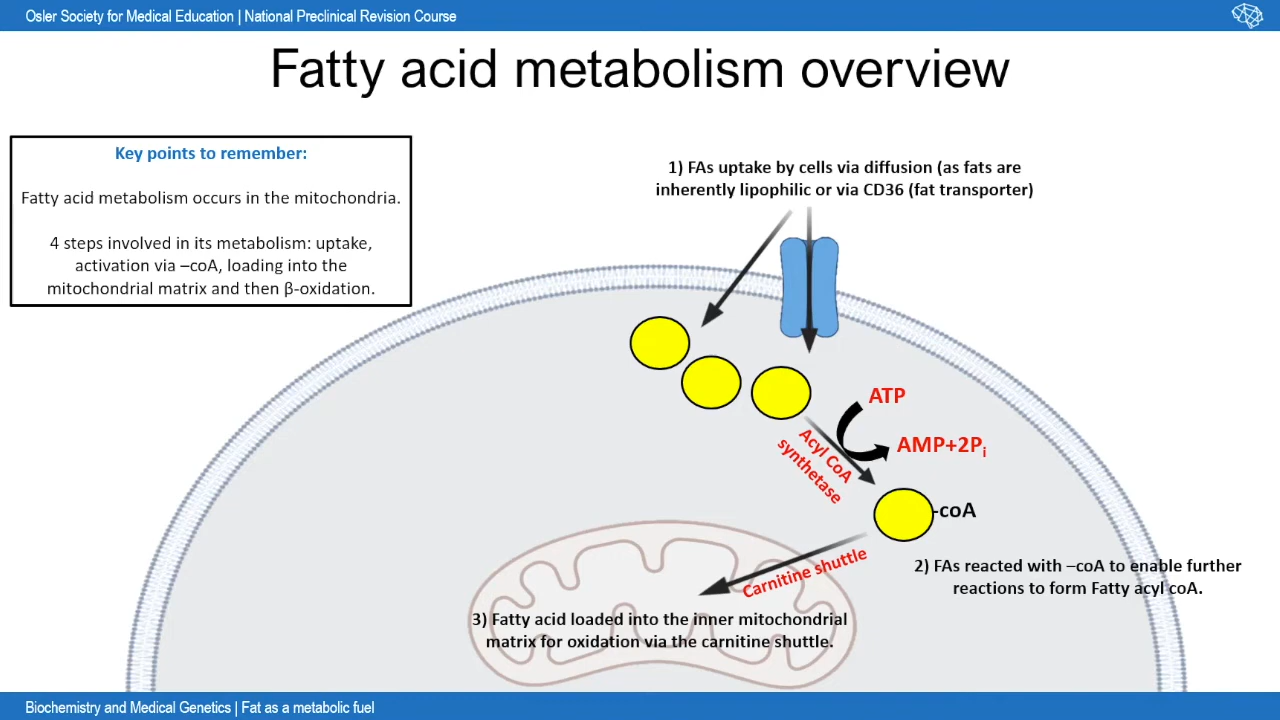 Osler Society for Medical Education | National Preclinical Revision Course
Fatty acid metabolism overview
Key points to remember:
Fatty acid metabolism occurs in the mitochondria.
4 steps involved in its metabolism: uptake,
activation via –coA, loading into the
mitochondrial matrix and then β-oxidation.
1) FAs uptake by cells via diffusion (as fats are
inherently lipophilic or via CD36 (fat transporter)
ATP
AMP+2Pi
Acyl CoA
synthetase
-coA
2) FAs reacted with –coA to enable further
reactions to form Fatty acyl coA.
Carnitine shuttle
3) Fatty acid loaded into the inner mitochondrial
matrix for oxidation via the carnitine shuttle.
Biochemistry and Medical Genetics | Fat as a metabolic fuel